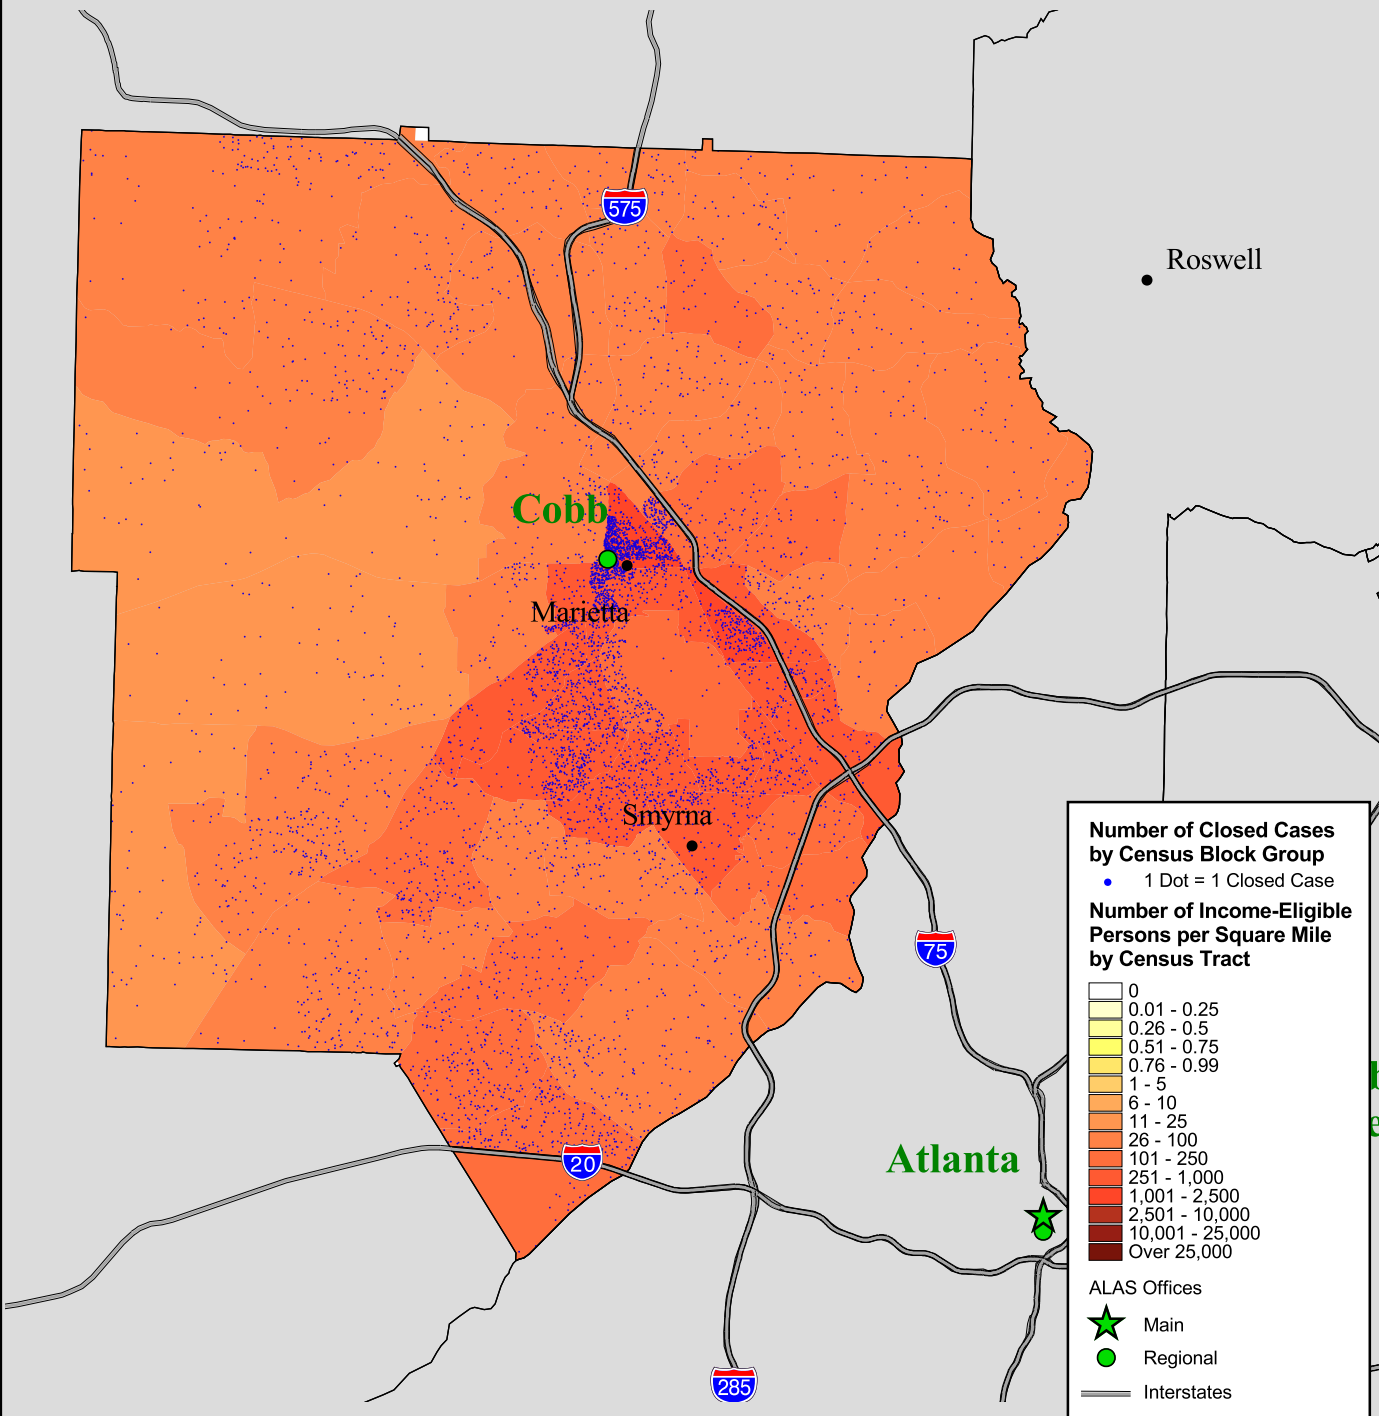 575
Roswell
Cobb
Marietta
Smyrna
75
Atlanta
20
285
Number of Closed Cases
by Census Block Group
1 Dot = 1 Closed Case
Number of Income-Eligible
Persons per Square Mile
by Census Tract
0
0.01 - 0.25
0.26 - 0.5
0.51 - 0.75
0.76 - 0.99
1 - 5
6 - 10
11 - 25
26 - 100
101 - 250
251 - 1,000
1,001 - 2,500
2,501 - 10,000
10,001 - 25,000
Over 25,000
ALAS Offices
Main
Regional
Interstates